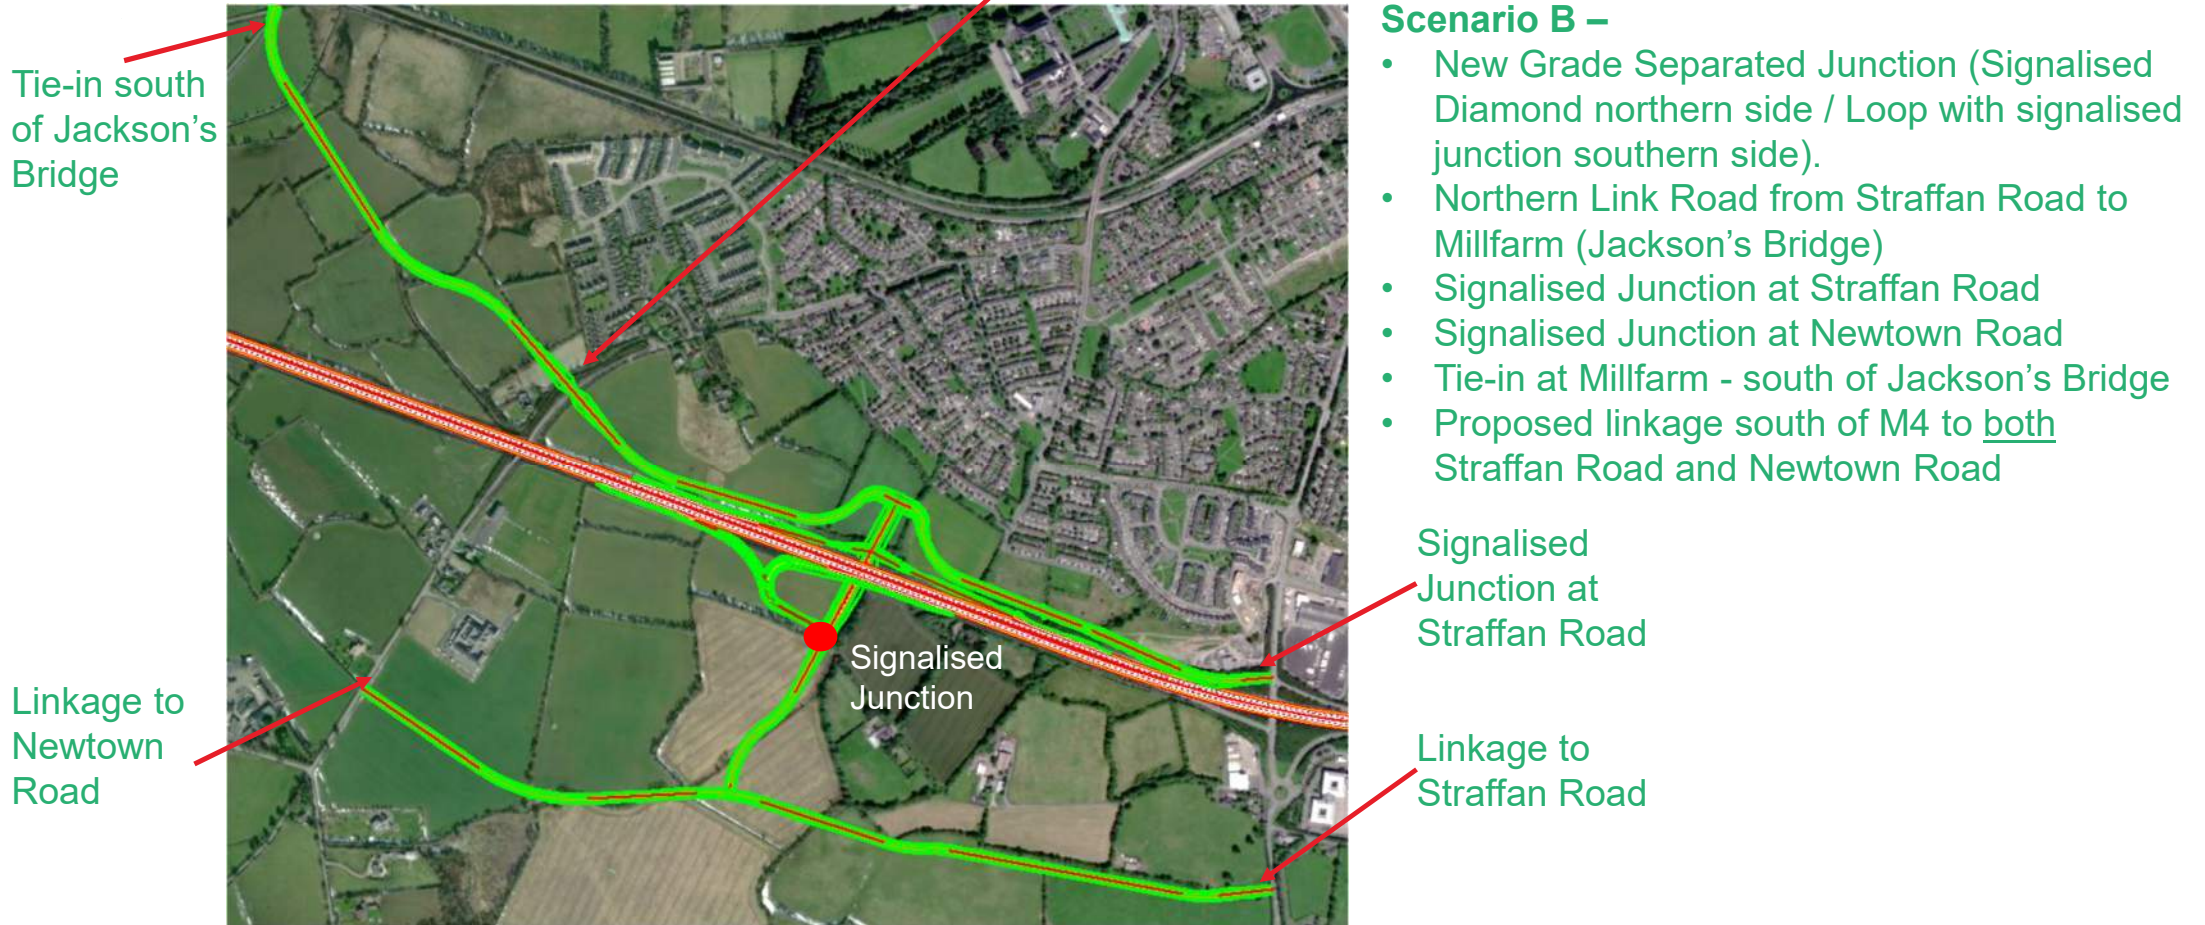 Scenario B –
• New Grade Separated Junction (Signalised
Diamond northern side / Loop with signalised
junction southern side).
• Northern Link Road from Straffan Road to
Millfarm (Jackson’s Bridge)
• Signalised Junction at Straffan Road
• Signalised Junction at Newtown Road
• Tie-in at Millfarm - south of Jackson’s Bridge
• Proposed linkage south of M4 to both
Straffan Road and Newtown Road
Tie-in south
of Jackson’s
Bridge
Signalised
Junction at
Straffan Road
Signalised
Junction
Linkage to
Newtown
Road
Linkage to
Straffan Road